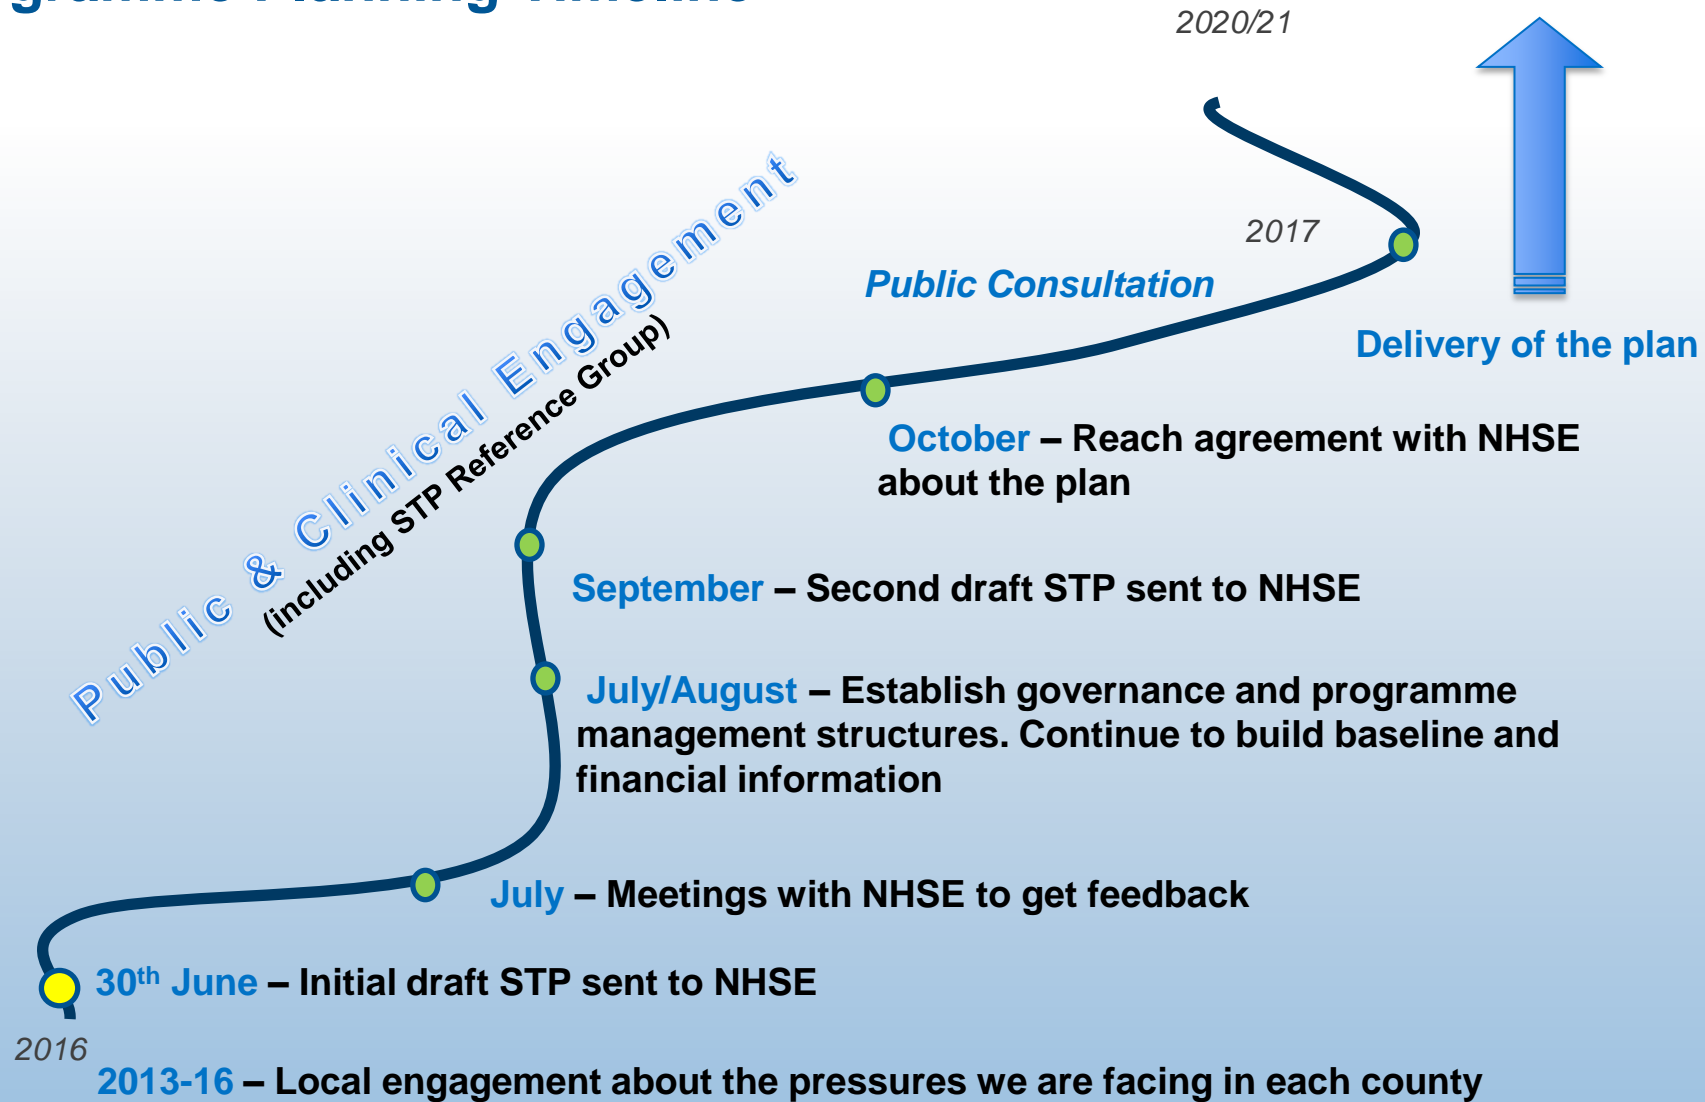 gramme Planning Timeline
2020/21
2017
Public Consultation
Delivery of the plan
Public & Clinical Engagement
(including STP Reference Group)
October – Reach agreement with NHSE
about the plan
September – Second draft STP sent to NHSE
July/August – Establish governance and programme
management structures. Continue to build baseline and
financial information
July – Meetings with NHSE to get feedback
30th June – Initial draft STP sent to NHSE
2016
2013-16 – Local engagement about the pressures we are facing in each county